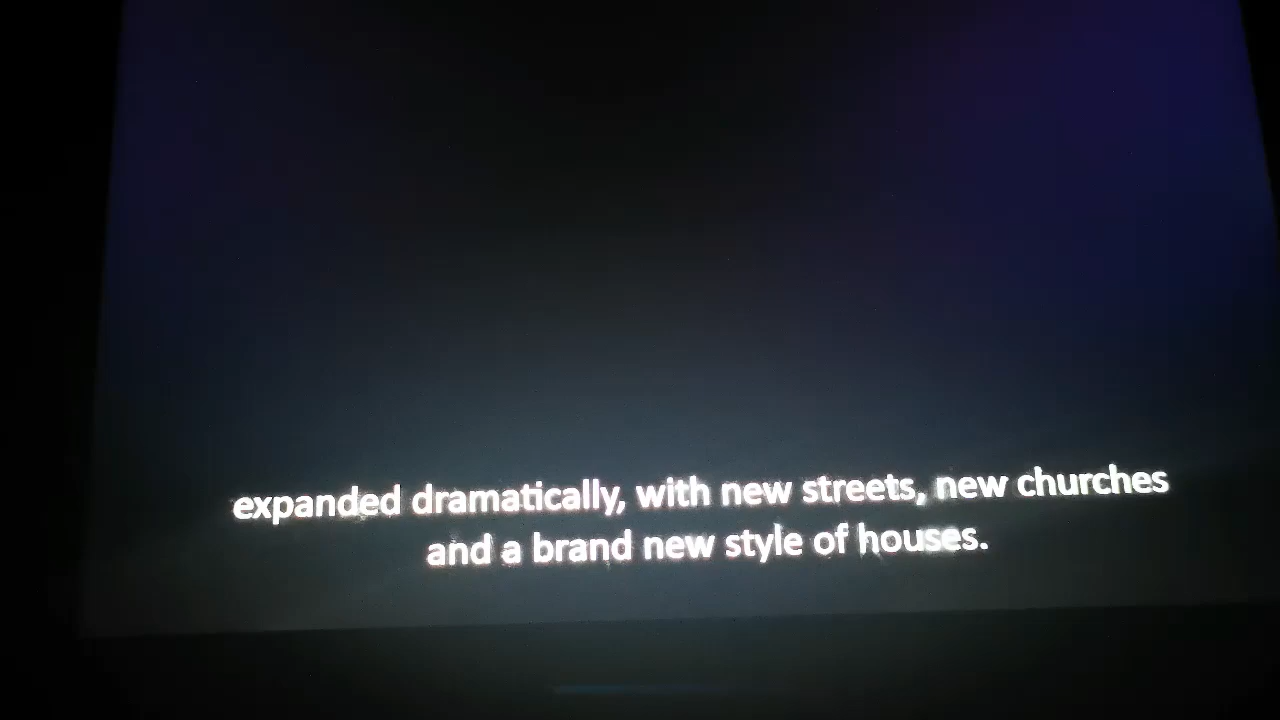 expanded dramatically, with new streets, new churches
and a brand new style of houses.